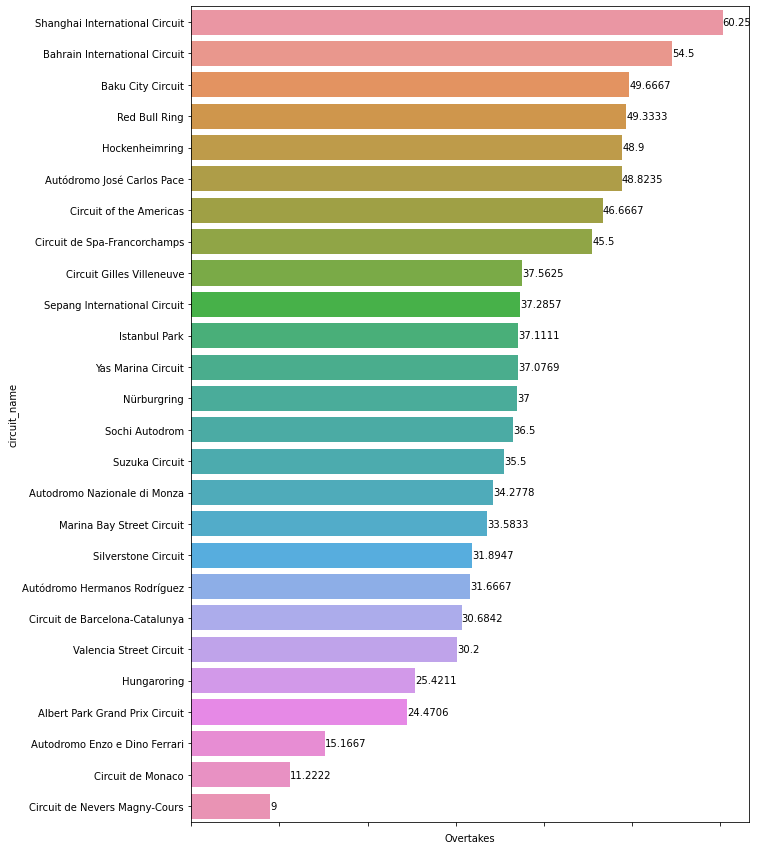 Shanghai International Circuit 60.25
Bahrain International Circuit 54.5
Baku City Circuit 49.6667
Red Bull Ring 49.3333
Hockenheimring 48.9
Autódromo José Carlos Pace 48.8235
Circuit of the Americas 46.6667
Circuit de Spa-Francorchamps 45.5
Circuit Gilles Villeneuve 37.5625
Sepang International Circuit 37.2857
Istanbul Park 37.1111
Yas Marina Circuit 37.0769
Nürburgring 37
Sochi Autodrom 36.5
Suzuka Circuit 35.5
Autodromo Nazionale di Monza 34.2778
Marina Bay Street Circuit 33.5833
Silverstone Circuit 31.8947
Autódromo Hermanos Rodríguez 31.6667
Circuit de Barcelona-Catalunya 30.6842
Valencia Street Circuit 30.2
Hungaroring 25.4211
Albert Park Grand Prix Circuit 24.4706
Autodromo Enzo e Dino Ferrari 15.1667
Circuit de Monaco 11.2222
Circuit de Nevers Magny-Cours 9
circuit_name
Overtakes